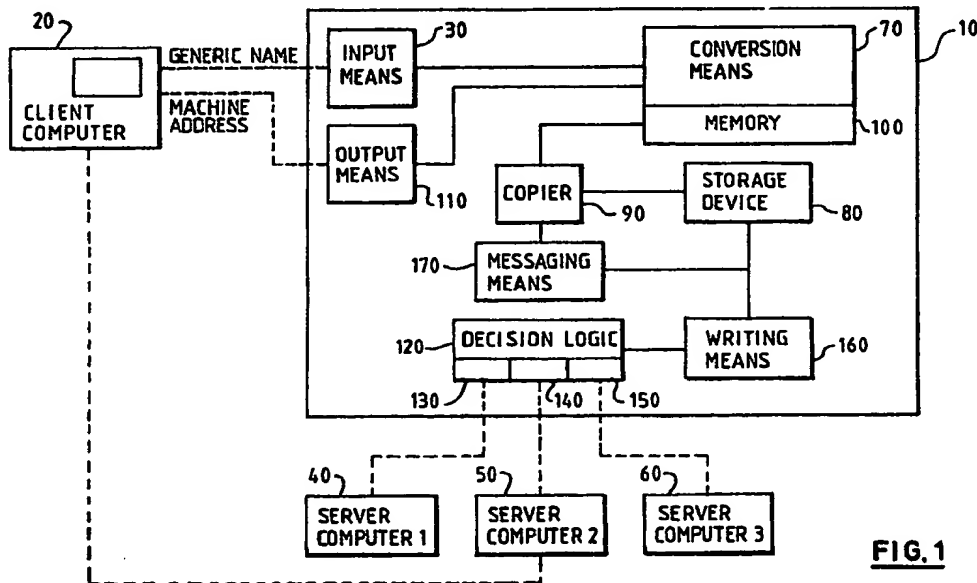 20
CLIENT
COMPUTER
GENERIC NAME
MACHINE
ADDRESS
30
INPUT
MEANS
OUTPUT
MEANS
110
70
CONVERSION
MEANS
MEMORY
100
10
COPIER
90
STORAGE
DEVICE
80
170
MESSAGING
MEANS
120
DECISION LOGIC
130
140
150
WRITING
MEANS
160
40
SERVER
COMPUTER 1
50
SERVER
COMPUTER 2
60
SERVER
COMPUTER 3
FIG.1